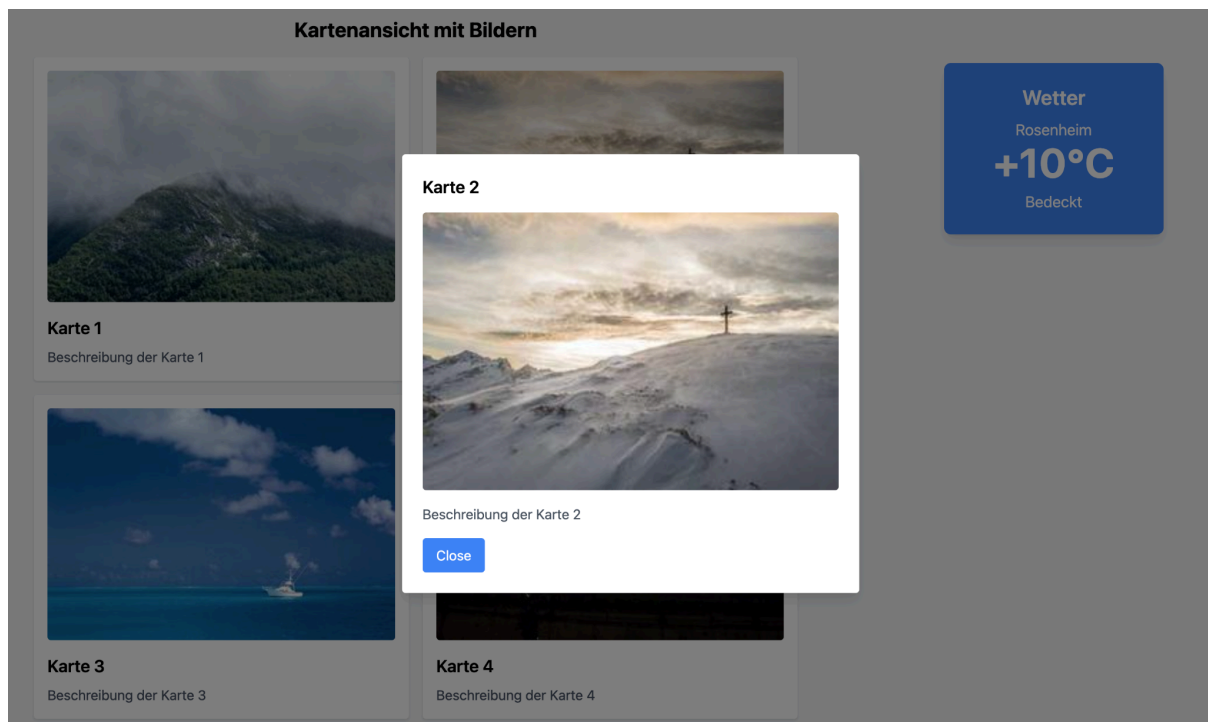 Kartenansicht mit Bildern
Karte 1
Beschreibung der Karte 1
Karte 2
Beschreibung der Karte 2
Close
Karte 3
Beschreibung der Karte 3
Karte 4
Beschreibung der Karte 4
Wetter
Rosenheim
+10°C
Bedeckt